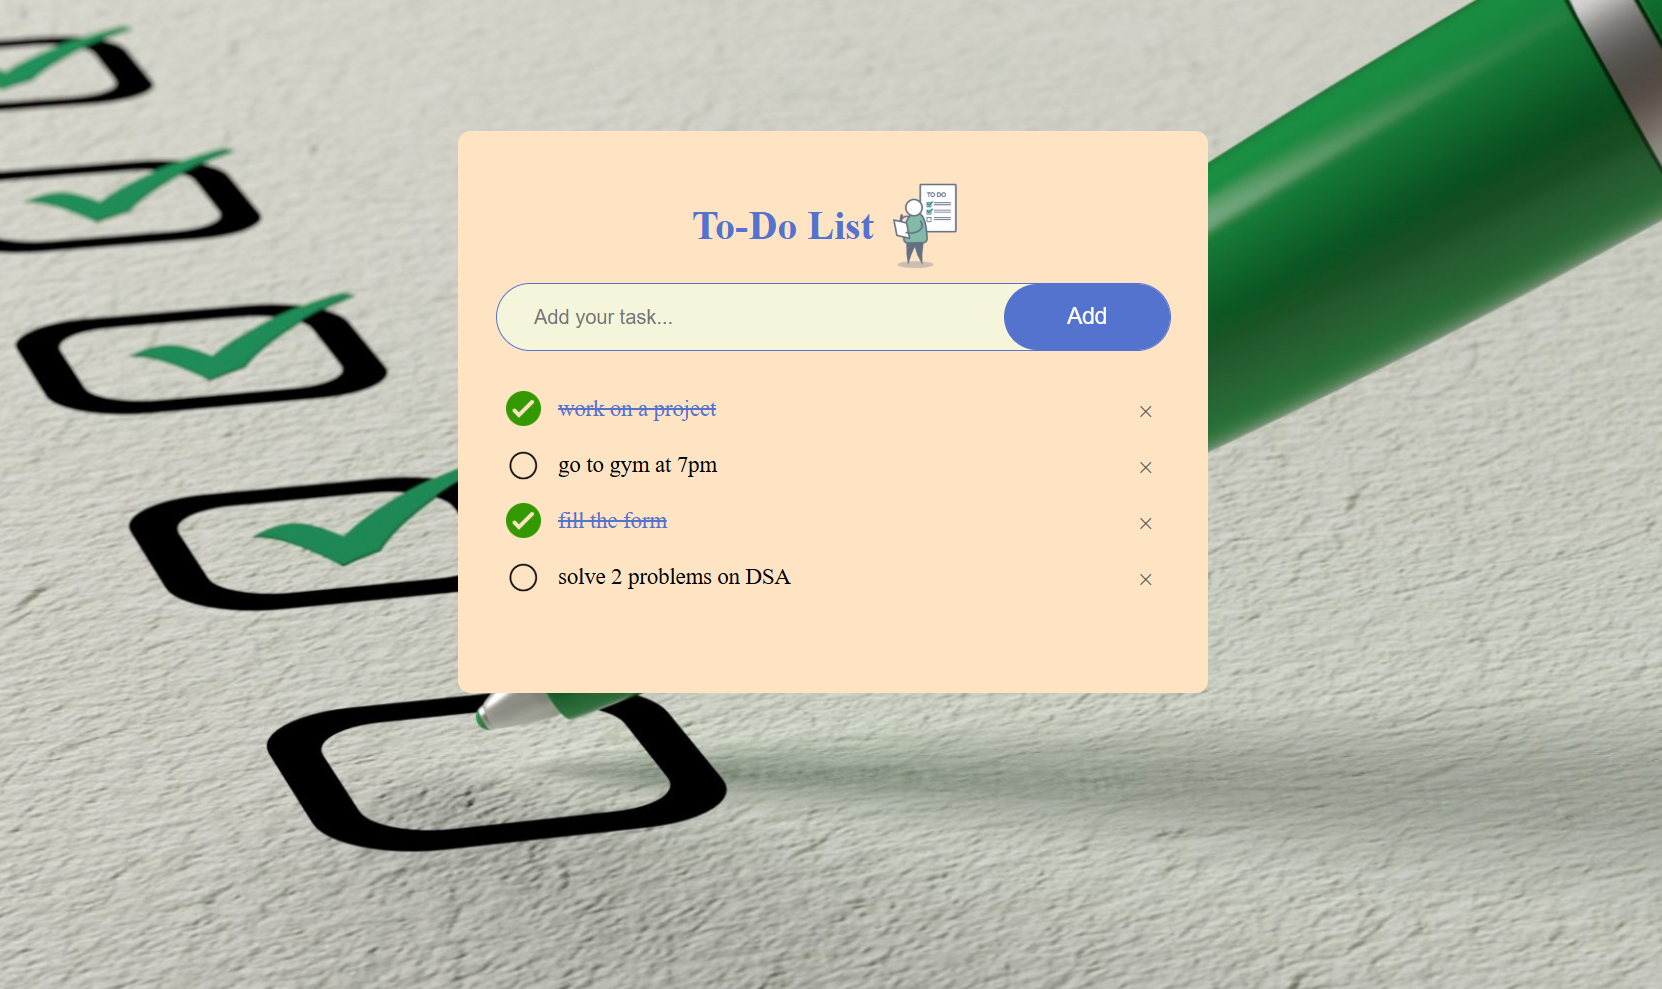 To-Do List
TO DO
Add your task...
Add
work on a project
go to gym at 7pm
fill the form
solve 2 problems on DSA